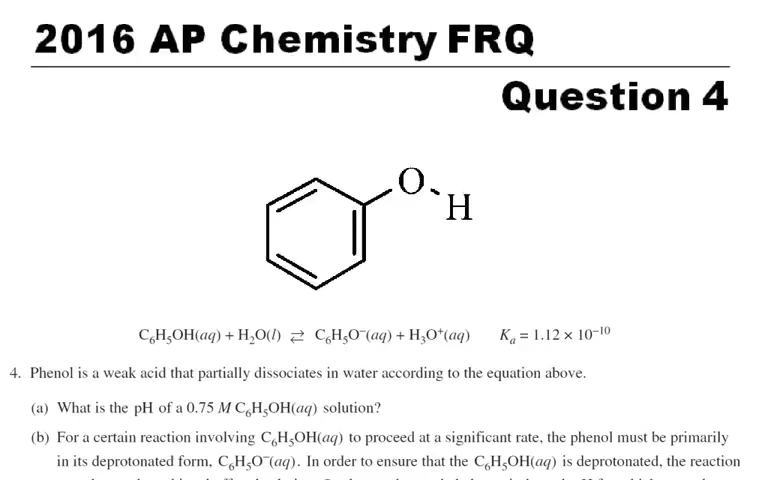 2016 AP Chemistry FRQ
Question 4
O
H
C₆H₅OH(aq) + H₂O(l) ⇄ C₆H₅O⁻(aq) + H₃O⁺(aq) Kₐ = 1.12 × 10⁻¹⁰
4. Phenol is a weak acid that partially dissociates in water according to the equation above.
(a) What is the pH of a 0.75 M C₆H₅OH(aq) solution?
(b) For a certain reaction involving C₆H₅OH(aq) to proceed at a significant rate, the phenol must be primarily
in its deprotonated form, C₆H₅O⁻(aq). In order to ensure that the C₆H₅OH(aq) is deprotonated, the reaction